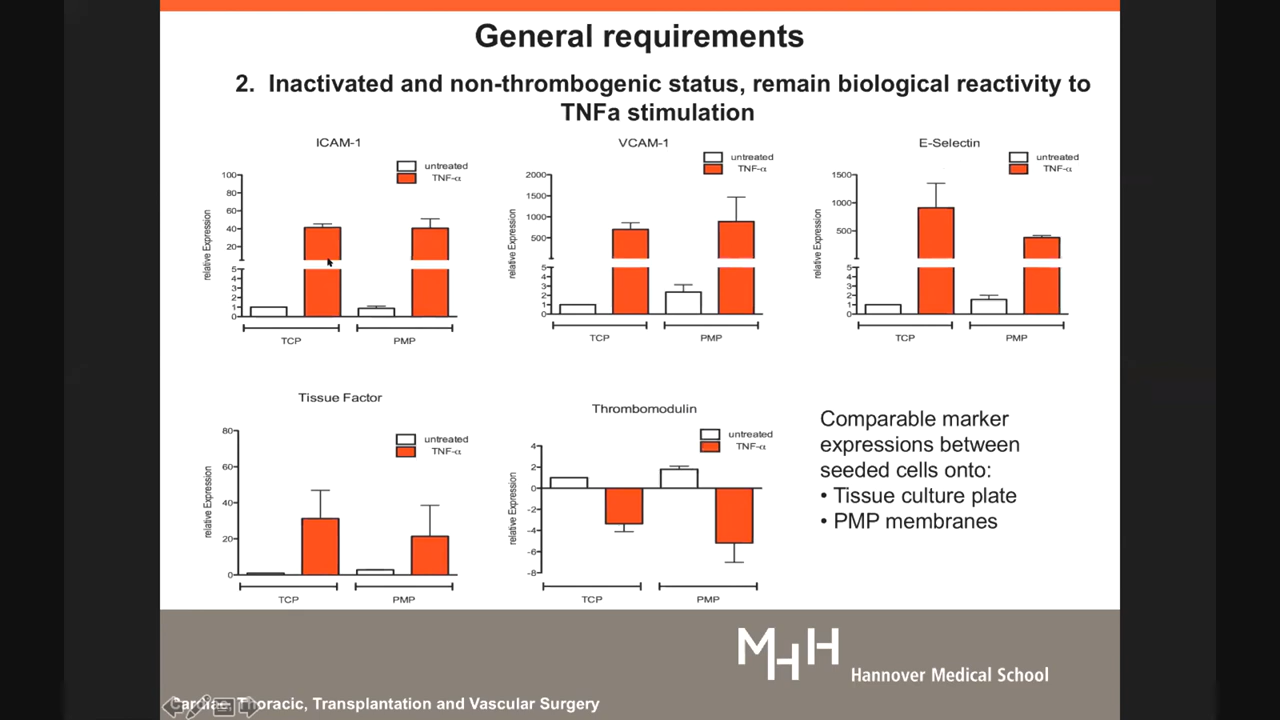 General requirements
2. Inactivated and non-thrombogenic status, remain biological reactivity to
TNFa stimulation
ICAM-1
untreated
TNF-α
relative Expression
100
80
60
40
20
5
4
3
2
1
0
TCP
PMP
VCAM-1
untreated
TNF-α
relative Expression
2000
1500
1000
500
5
4
3
2
1
0
TCP
PMP
E-Selectin
untreated
TNF-α
relative Expression
1500
1000
500
5
4
3
2
1
0
TCP
PMP
Tissue Factor
untreated
TNF-α
relative Expression
80
60
40
20
0
TCP
PMP
Thrombomodulin
untreated
TNF-α
relative Expression
4
2
0
-2
-4
-6
-8
TCP
PMP
Comparable marker
expressions between
seeded cells onto:
• Tissue culture plate
• PMP membranes
MHH
Hannover Medical School
Cardiac, Thoracic, Transplantation and Vascular Surgery